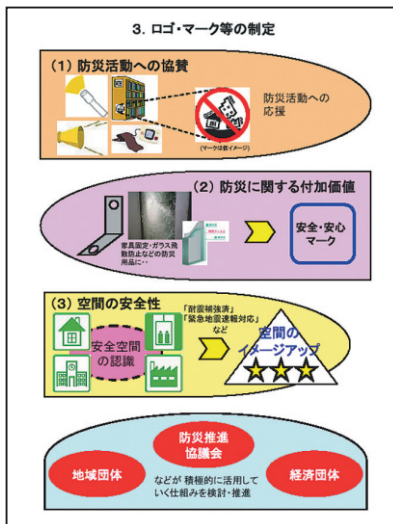 3. ロゴ・マーク等の制定
(1) 防災活動への協賛
防災活動への
応援
(マークは仮イメージ)
(2) 防災に関する付加価値
家具固定・ガラス飛
散防止などの防災
用品に・・
安全・安心
マーク
(3) 空間の安全性
「耐震補強済」
「緊急地震速報対応」
など
安全空間
の認識
空間の
イメージアップ
防災推進
協議会
地域団体
などが 積極的に活用して
いく仕組みを検討・推進
経済団体